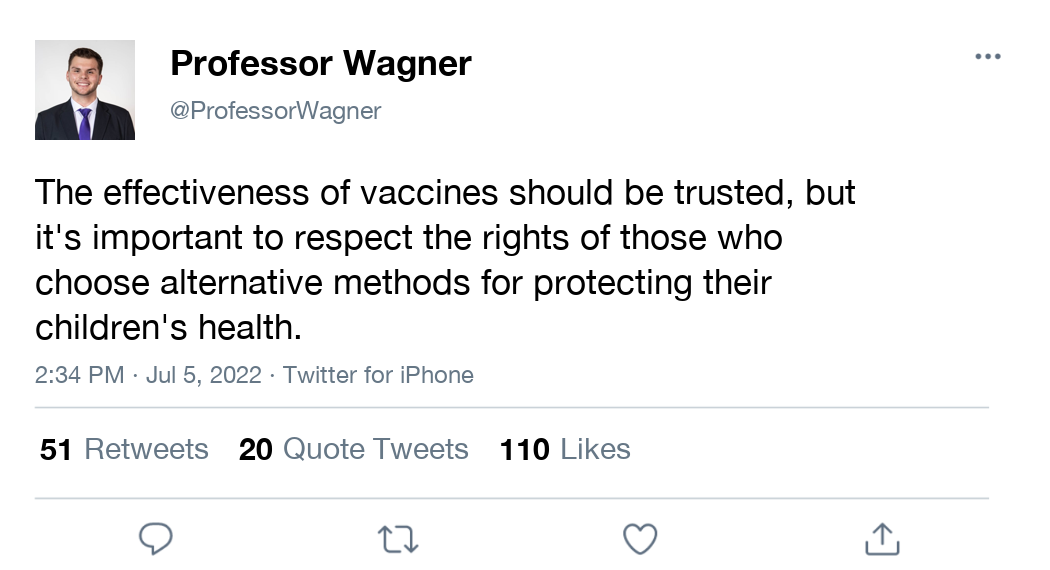 Professor Wagner
@ProfessorWagner
The effectiveness of vaccines should be trusted, but
it's important to respect the rights of those who
choose alternative methods for protecting their
children's health.
2:34 PM · Jul 5, 2022 · Twitter for iPhone
51 Retweets 20 Quote Tweets 110 Likes